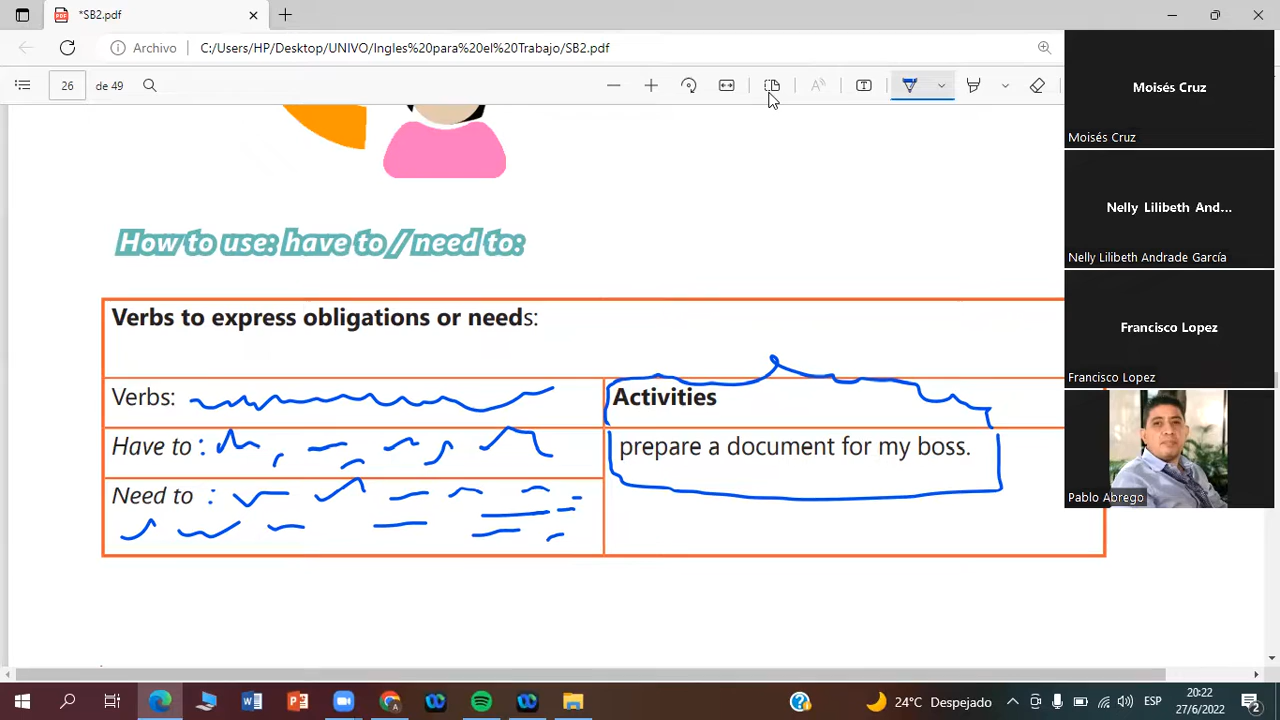 *SB2.pdf
Archivo
C:/Users/HP/Desktop/UNIVO/Ingles%20para%20el%20Trabajo/SB2.pdf
26
de 49
Moisés Cruz
Moisés Cruz
Nelly Lilibeth And...
Nelly Lilibeth Andrade García
Francisco Lopez
Francisco Lopez
Pablo Abrego
How to use: have to / need to:
Verbs to express obligations or needs:
Verbs:
Activities
Have to :
prepare a document for my boss.
Need to :
24°C Despejado
ESP
20:22
27/6/2022
2